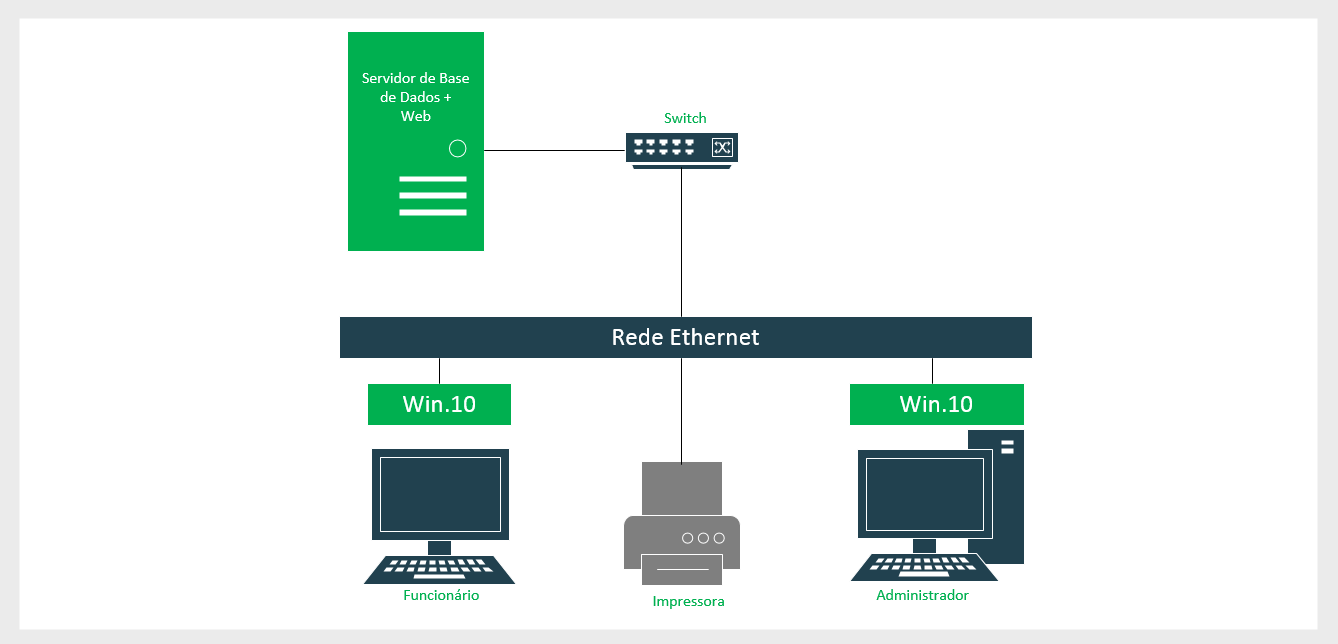 Servidor de Base
de Dados +
Web
Switch
Rede Ethernet
Win.10
Win.10
Funcionário
Impressora
Administrador